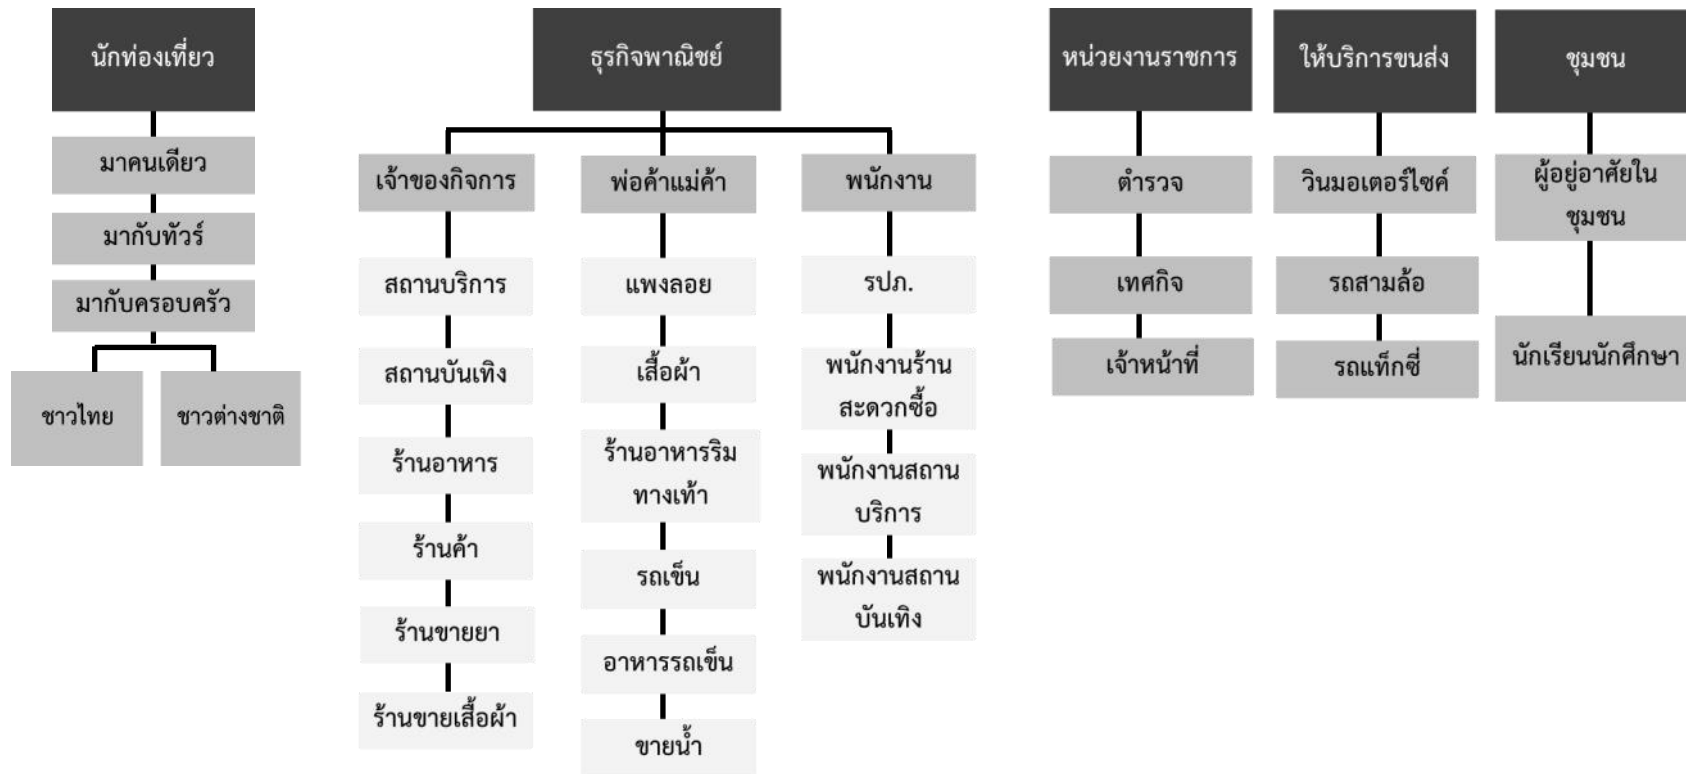 นักท่องเที่ยว
มาคนเดียว
มากับทัวร์
มากับครอบครัว
ชาวไทย
ชาวต่างชาติ
ธุรกิจพาณิชย์
เจ้าของกิจการ
สถานบริการ
สถานบันเทิง
ร้านอาหาร
ร้านค้า
ร้านขายยา
ร้านขายเสื้อผ้า
พ่อค้าแม่ค้า
แพงลอย
เสื้อผ้า
ร้านอาหารริม
ทางเท้า
รถเข็น
อาหารรถเข็น
ขายน้ำ
พนักงาน
รปภ.
พนักงานร้าน
สะดวกซื้อ
พนักงานสถาน
บริการ
พนักงานสถาน
บันเทิง
หน่วยงานราชการ
ตำรวจ
เทศกิจ
เจ้าหน้าที่
ให้บริการขนส่ง
วินมอเตอร์ไซค์
รถสามล้อ
รถแท็กซี่
ชุมชน
ผู้อยู่อาศัยใน
ชุมชน
นักเรียนนักศึกษา